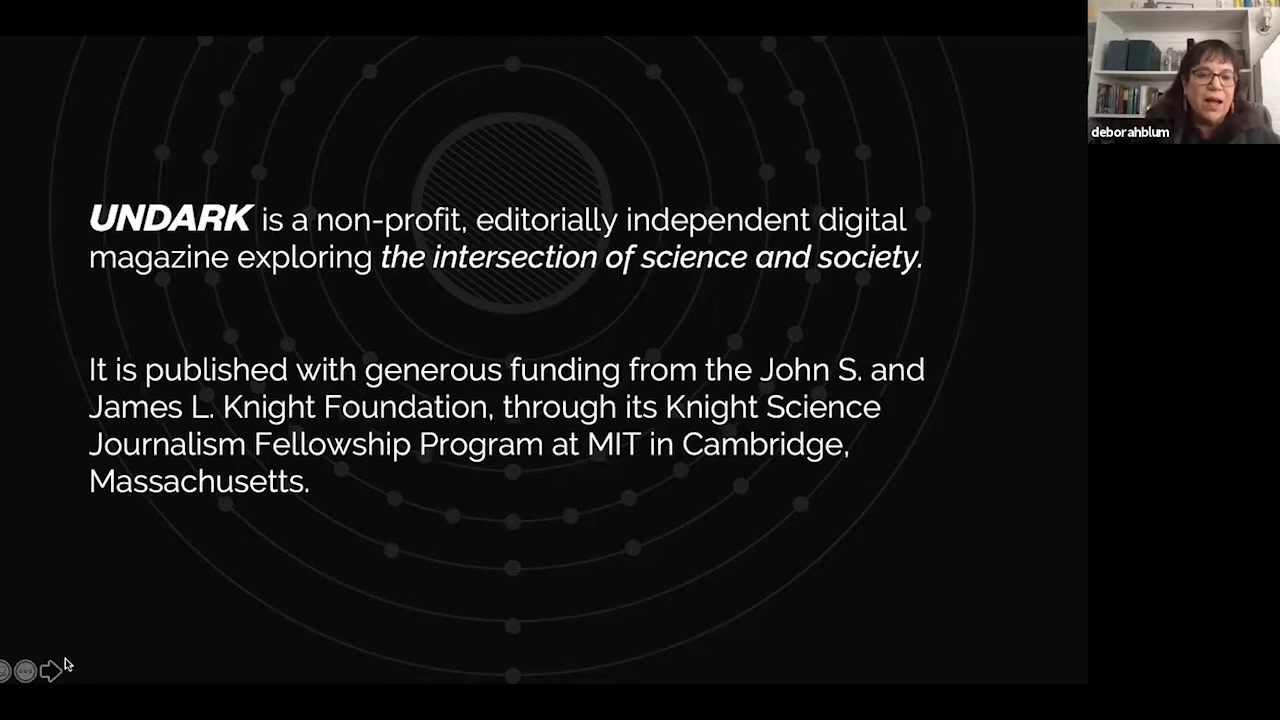 UNDARK is a non-profit, editorially independent digital
magazine exploring the intersection of science and society.
It is published with generous funding from the John S. and
James L. Knight Foundation, through its Knight Science
Journalism Fellowship Program at MIT in Cambridge,
Massachusetts.
deborahblum